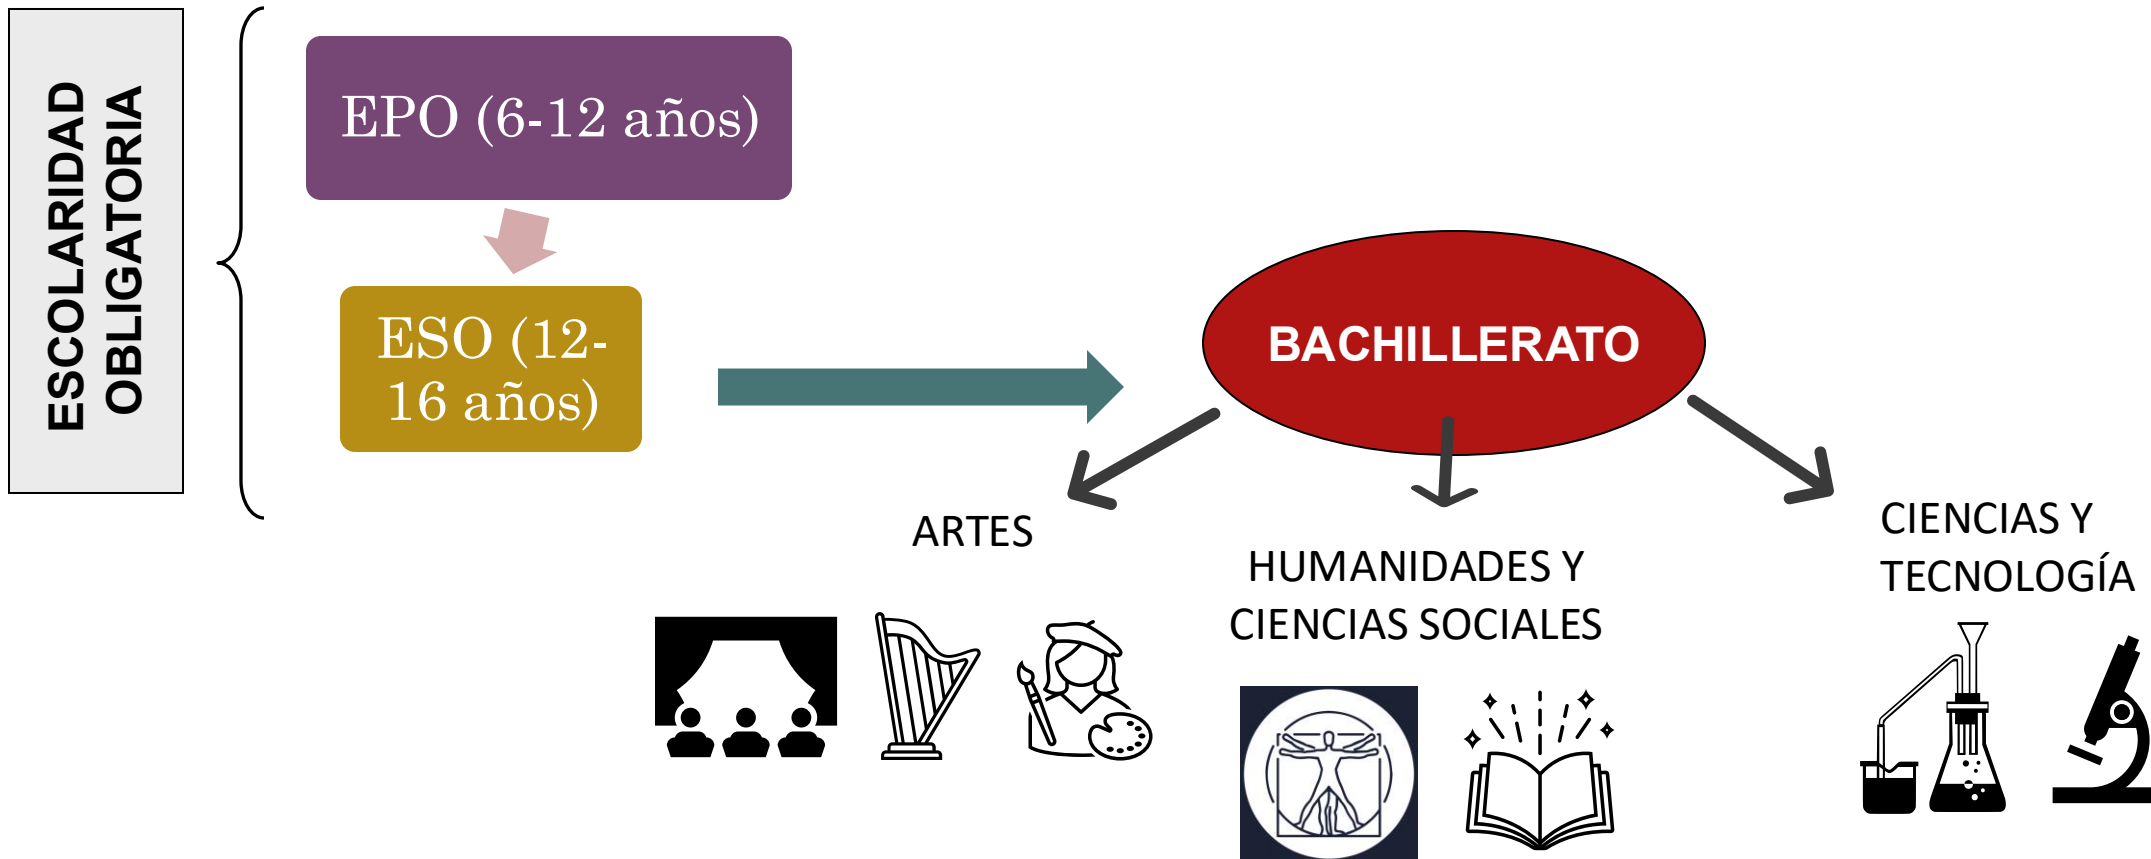 ESCOLARIDAD
OBLIGATORIA
EPO (6-12 años)
ESO (12-
16 años)
BACHILLERATO
ARTES
HUMANIDADES Y
CIENCIAS SOCIALES
CIENCIAS Y
TECNOLOGÍA